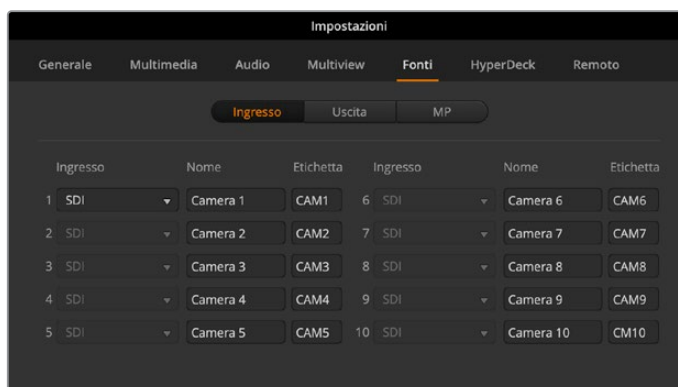 Impostazioni
Generale Multimedia Audio Multiview Fonti HyperDeck Remoto
Ingresso Uscita MP
Ingresso Nome Etichetta Ingresso Nome Etichetta
1 SDI Camera 1 CAM1 6 SDI Camera 6 CAM6
2 SDI Camera 2 CAM2 7 SDI Camera 7 CAM7
3 SDI Camera 3 CAM3 8 SDI Camera 8 CAM8
4 SDI Camera 4 CAM4 9 SDI Camera 9 CAM9
5 SDI Camera 5 CAM5 10 SDI Camera 10 CM10